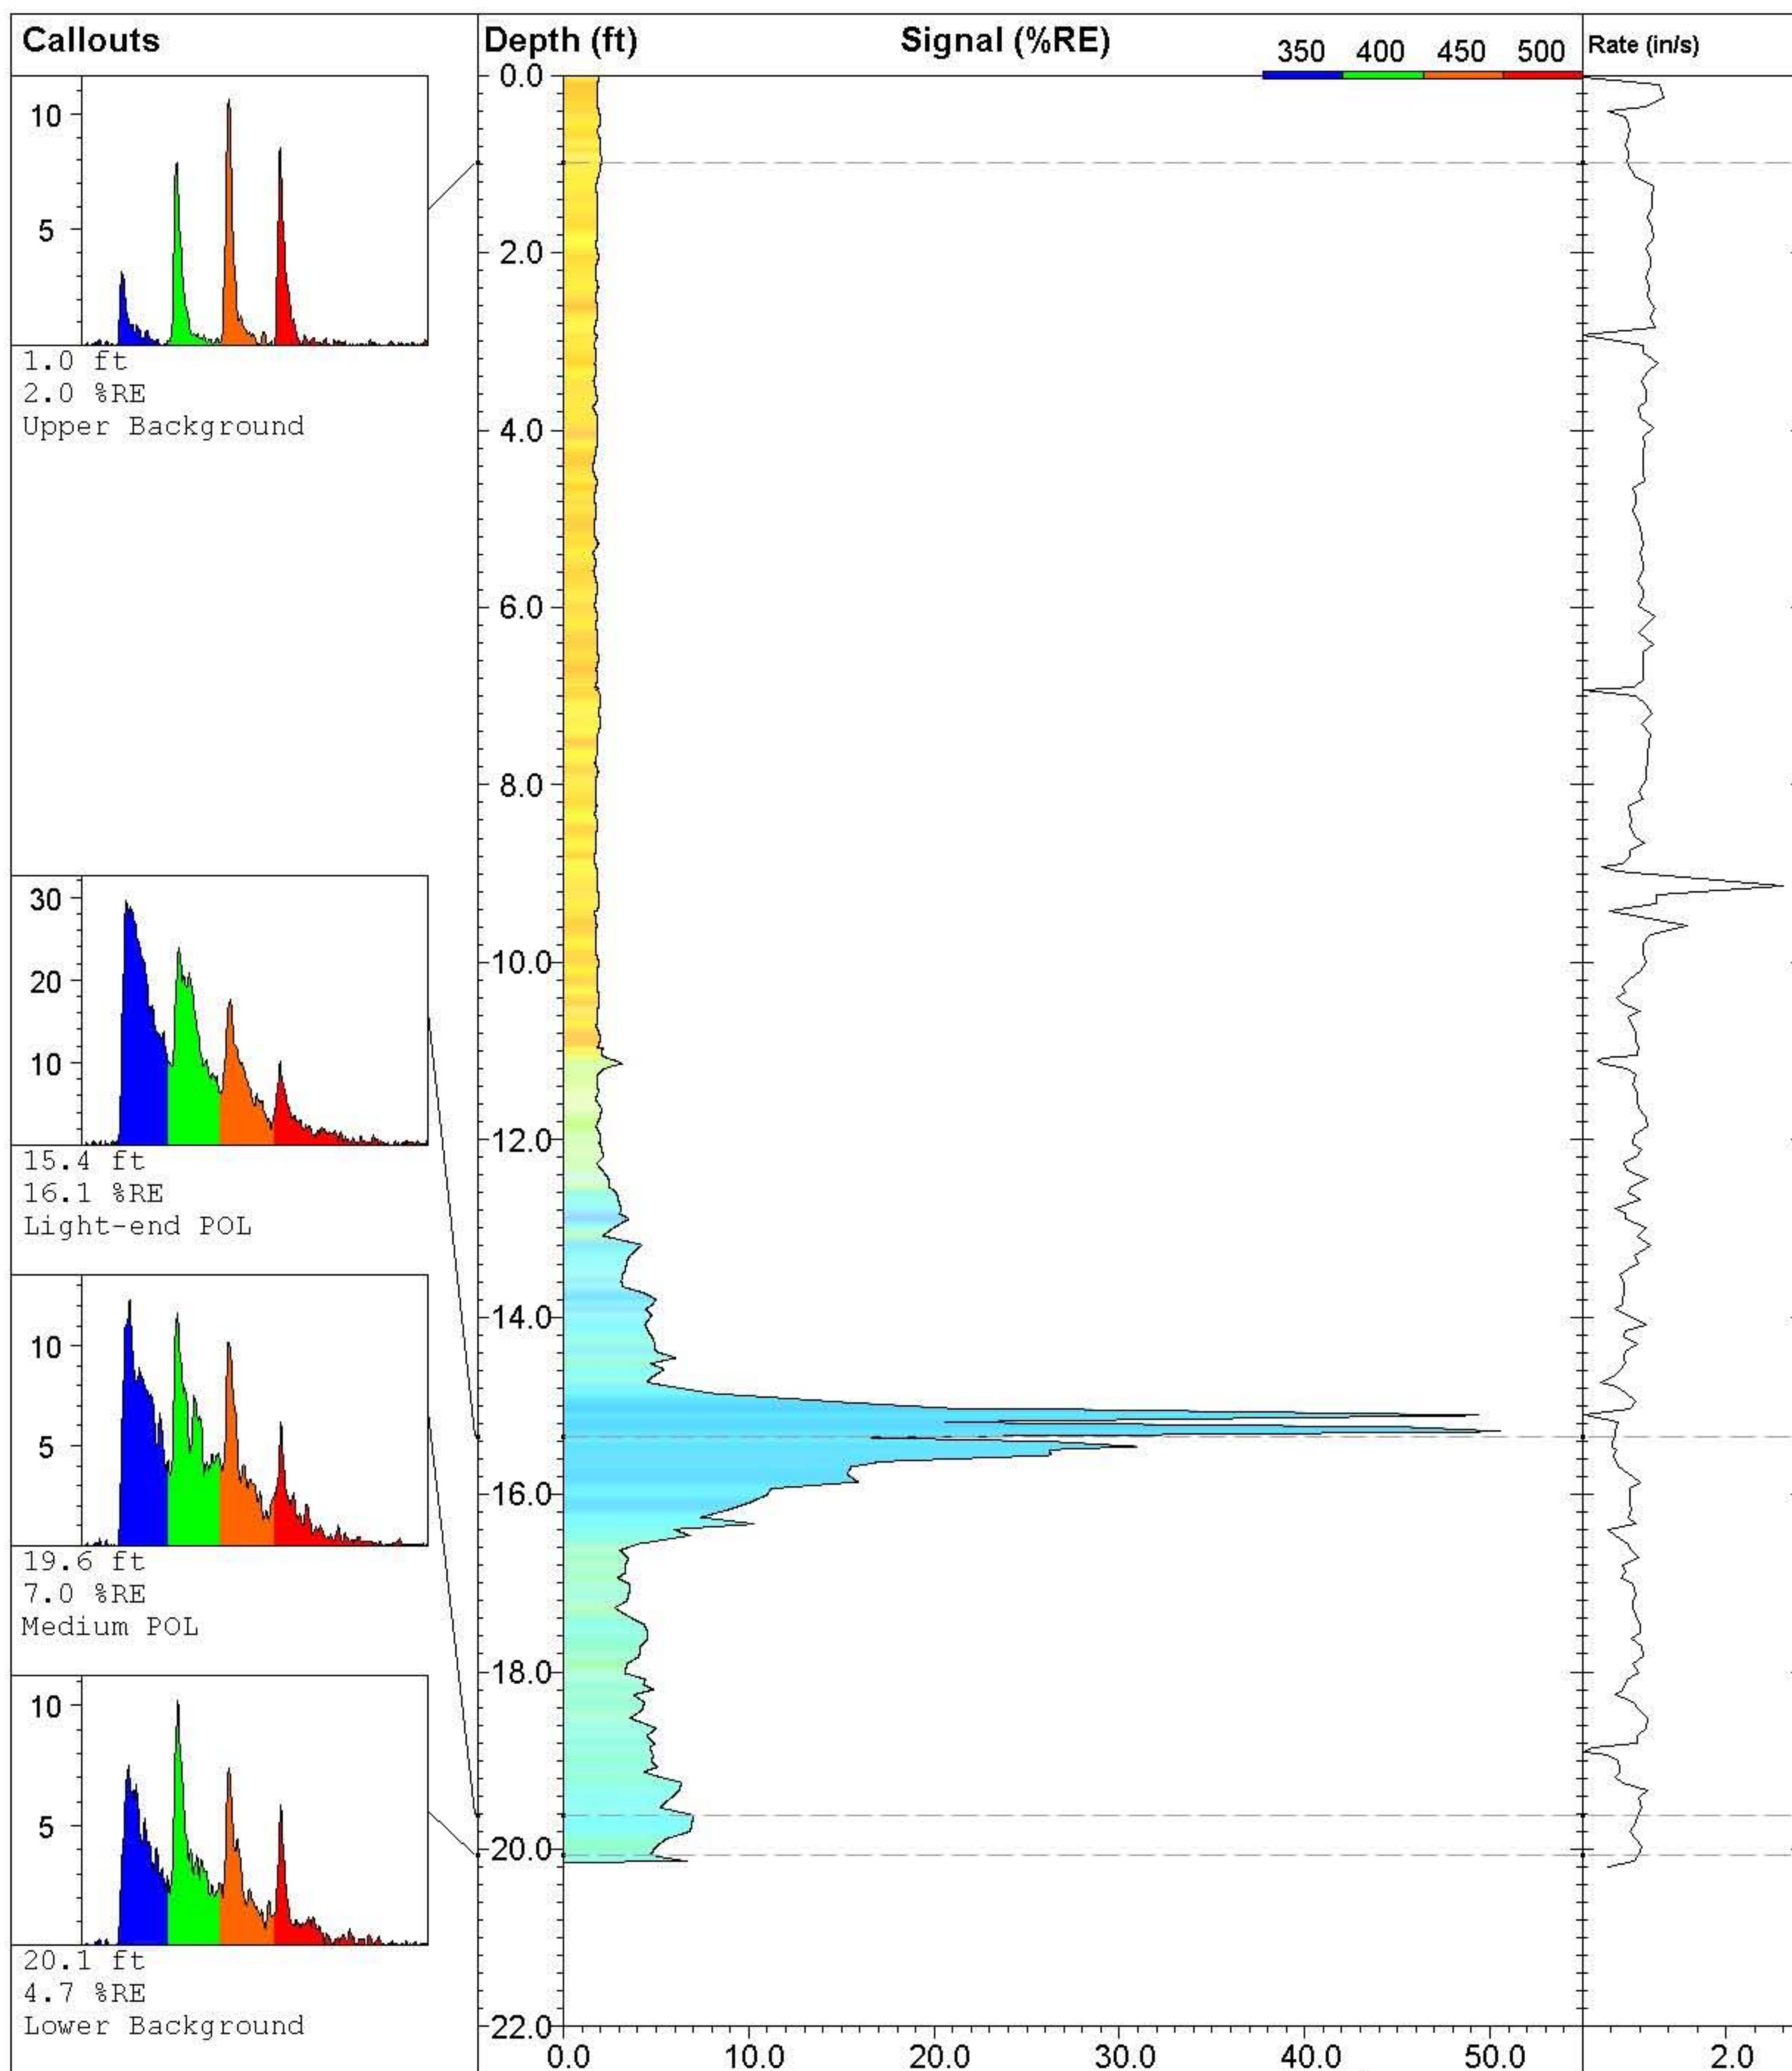 Callouts
Depth (ft)
Signal (%RE)
350 400 450 500
Rate (in/s)
10
5
1.0 ft
2.0 %RE
Upper Background
30
20
10
15.4 ft
16.1 %RE
Light-end POL
10
5
19.6 ft
7.0 %RE
Medium POL
10
5
20.1 ft
4.7 %RE
Lower Background
0.0
2.0
4.0
6.0
8.0
10.0
12.0
14.0
16.0
18.0
20.0
22.0
0.0 10.0 20.0 30.0 40.0 50.0
2.0